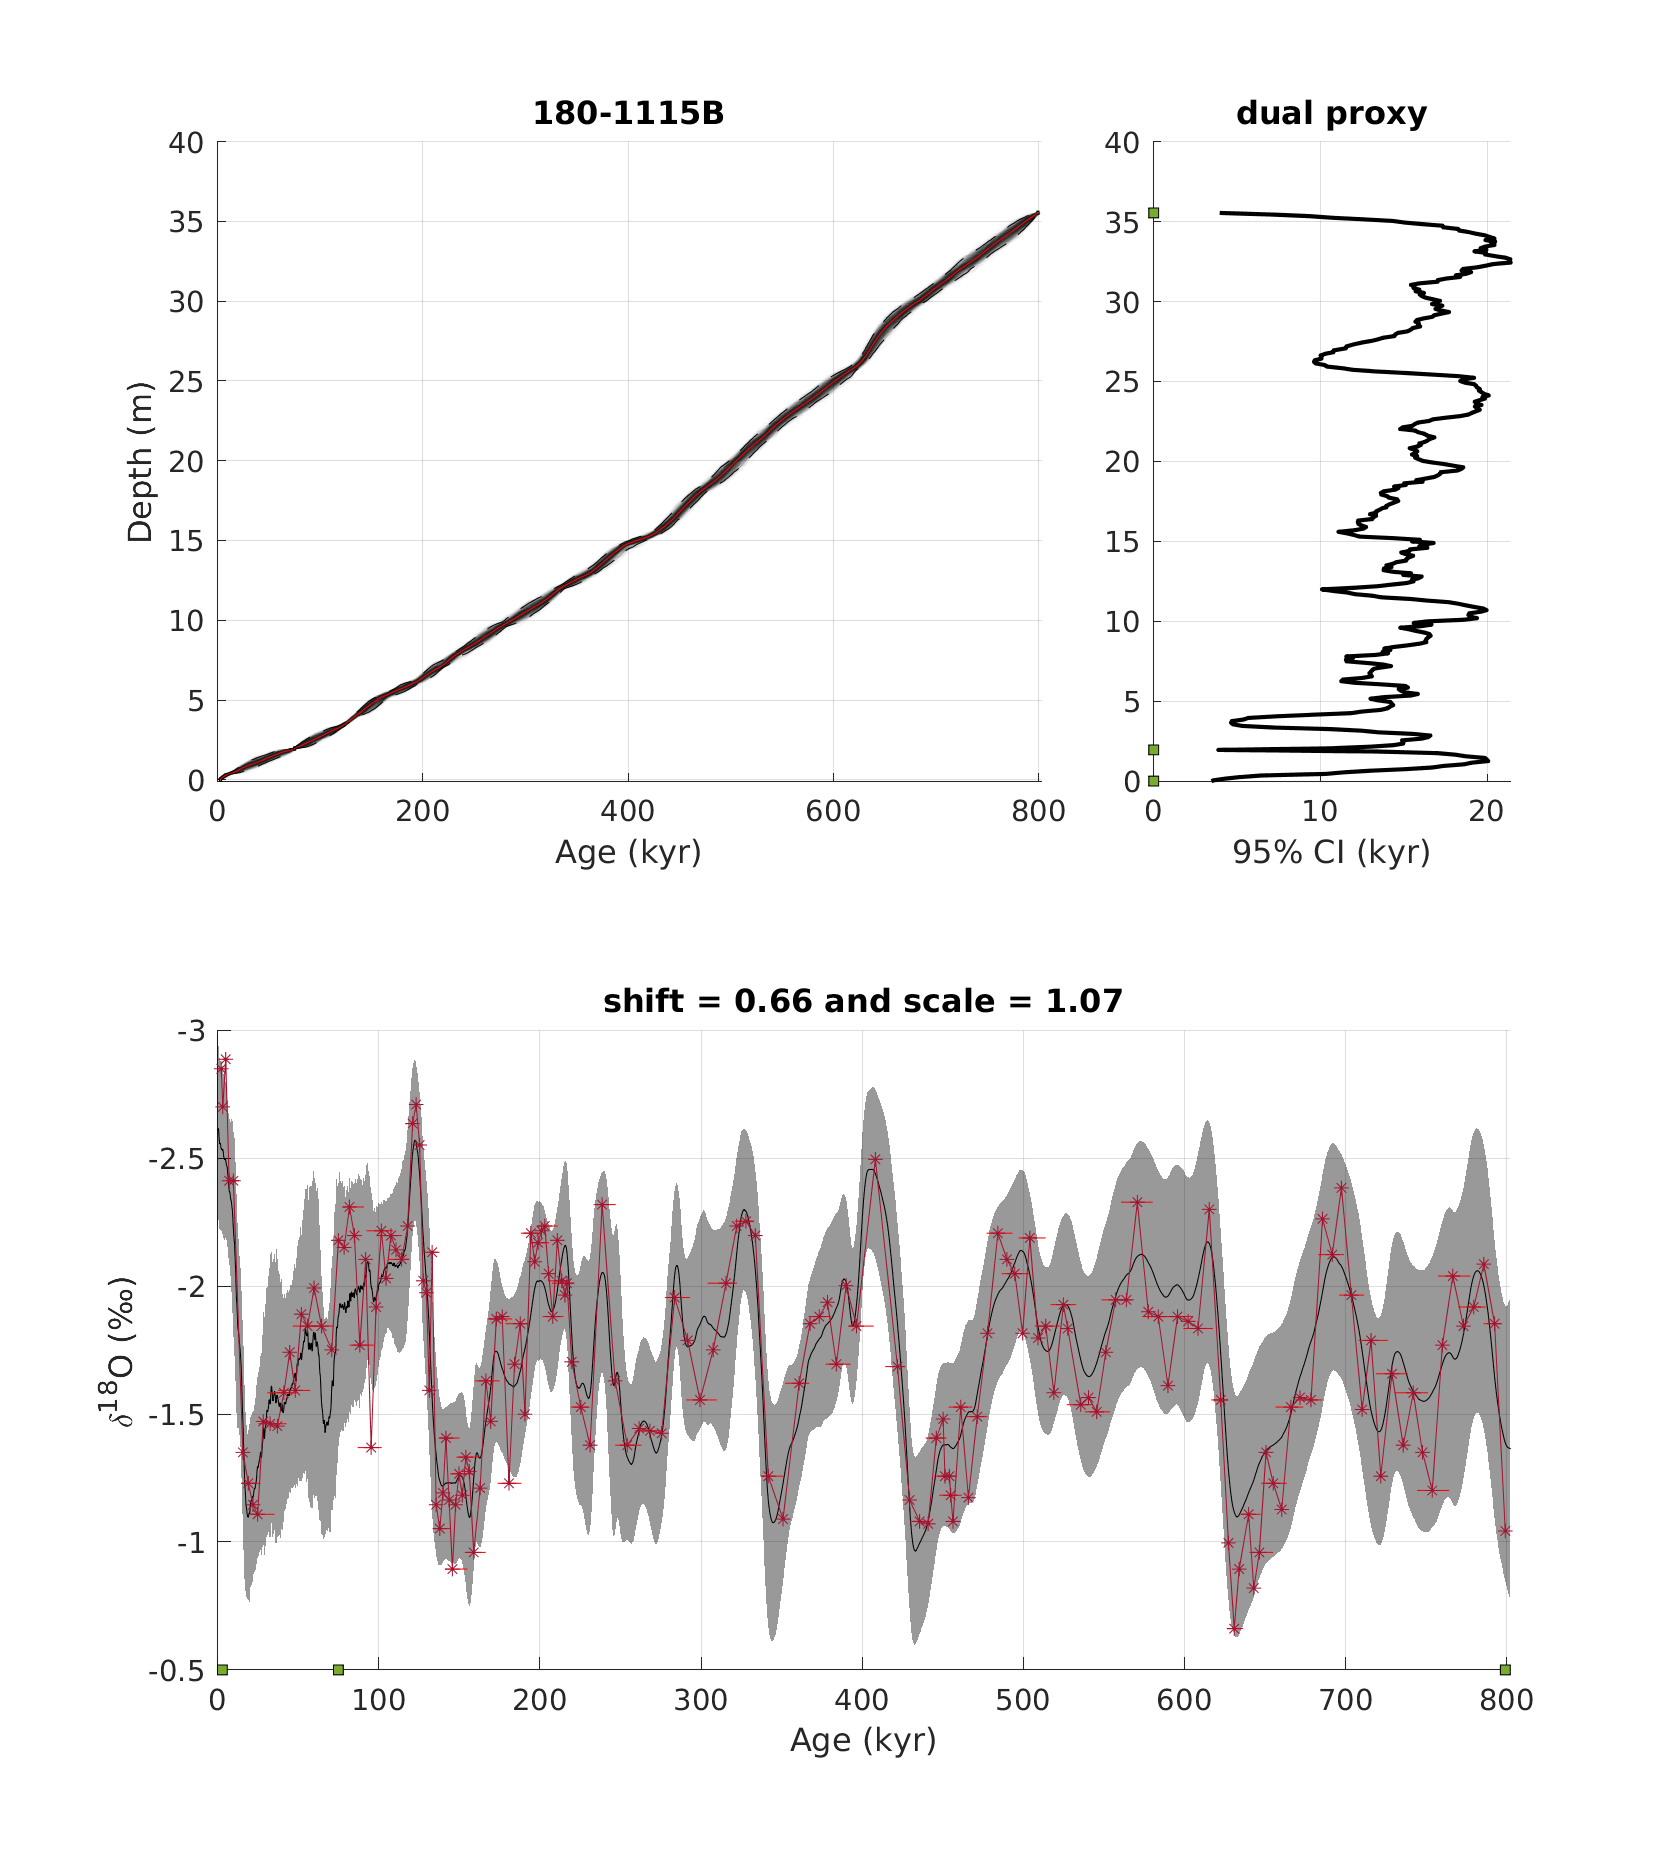 180-1115B
dual proxy
40
35
30
25
20
15
10
5
0
Depth (m)
0 200 400 600 800
Age (kyr)
40
35
30
25
20
15
10
5
0
0 10 20
95% CI (kyr)
shift = 0.66 and scale = 1.07
-3
-2.5
-2
-1.5
-1
-0.5
δ¹⁸O (‰)
0 100 200 300 400 500 600 700 800
Age (kyr)